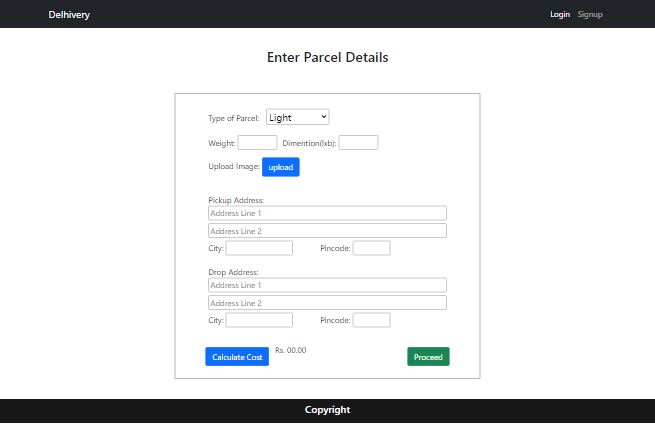 Delhivery Login Signup
Enter Parcel Details
Type of Parcel: Light
Weight: Dimention(lxb):
Upload Image: upload
Pickup Address:
Address Line 1
Address Line 2
City: Pincode:
Drop Address:
Address Line 1
Address Line 2
City: Pincode:
Calculate Cost Rs. 00.00 Proceed
Copyright